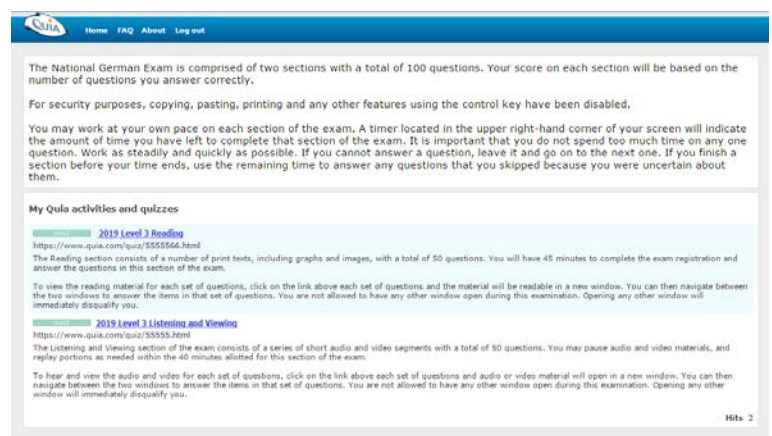 QUIA
Home FAQ About Log out
The National German Exam is comprised of two sections with a total of 100 questions. Your score on each section will be based on the
number of questions you answer correctly.
For security purposes, copying, pasting, printing and any other features using the control key have been disabled.
You may work at your own pace on each section of the exam. A timer located in the upper right-hand corner of your screen will indicate
the amount of time you have left to complete that section of the exam. It is important that you do not spend too much time on any one
question. Work as steadily and quickly as possible. If you cannot answer a question, leave it and go on to the next one. If you finish a
section before your time ends, use the remaining time to answer any questions that you skipped because you were uncertain about
them.
My Quia activities and quizzes
2019 Level 3 Reading
https://www.quia.com/quiz/5555566.html
The Reading section consists of a number of print texts, including graphs and images, with a total of 50 questions. You will have 45 minutes to complete the exam registration and
answer the questions in this section of the exam.
To view the reading material for each set of questions, click on the link above each set of questions and the material will be readable in a new window. You can then navigate between
the two windows to answer the items in that set of questions. You are not allowed to have any other window open during this examination. Opening any other window will
immediately disqualify you.
2019 Level 3 Listening and Viewing
https://www.quia.com/quiz/55555.html
The Listening and Viewing section of the exam consists of a series of short audio and video segments with a total of 50 questions. You may pause audio and video materials, and
replay portions as needed within the 40 minutes allotted for this section of the exam.
To hear and view the audio and video for each set of questions, click on the link above each set of questions and audio or video material will open in a new window. You can then
navigate between the two windows to answer the items in that set of questions. You are not allowed to have any other window open during this examination. Opening any other
window will immediately disqualify you.
Hits 2